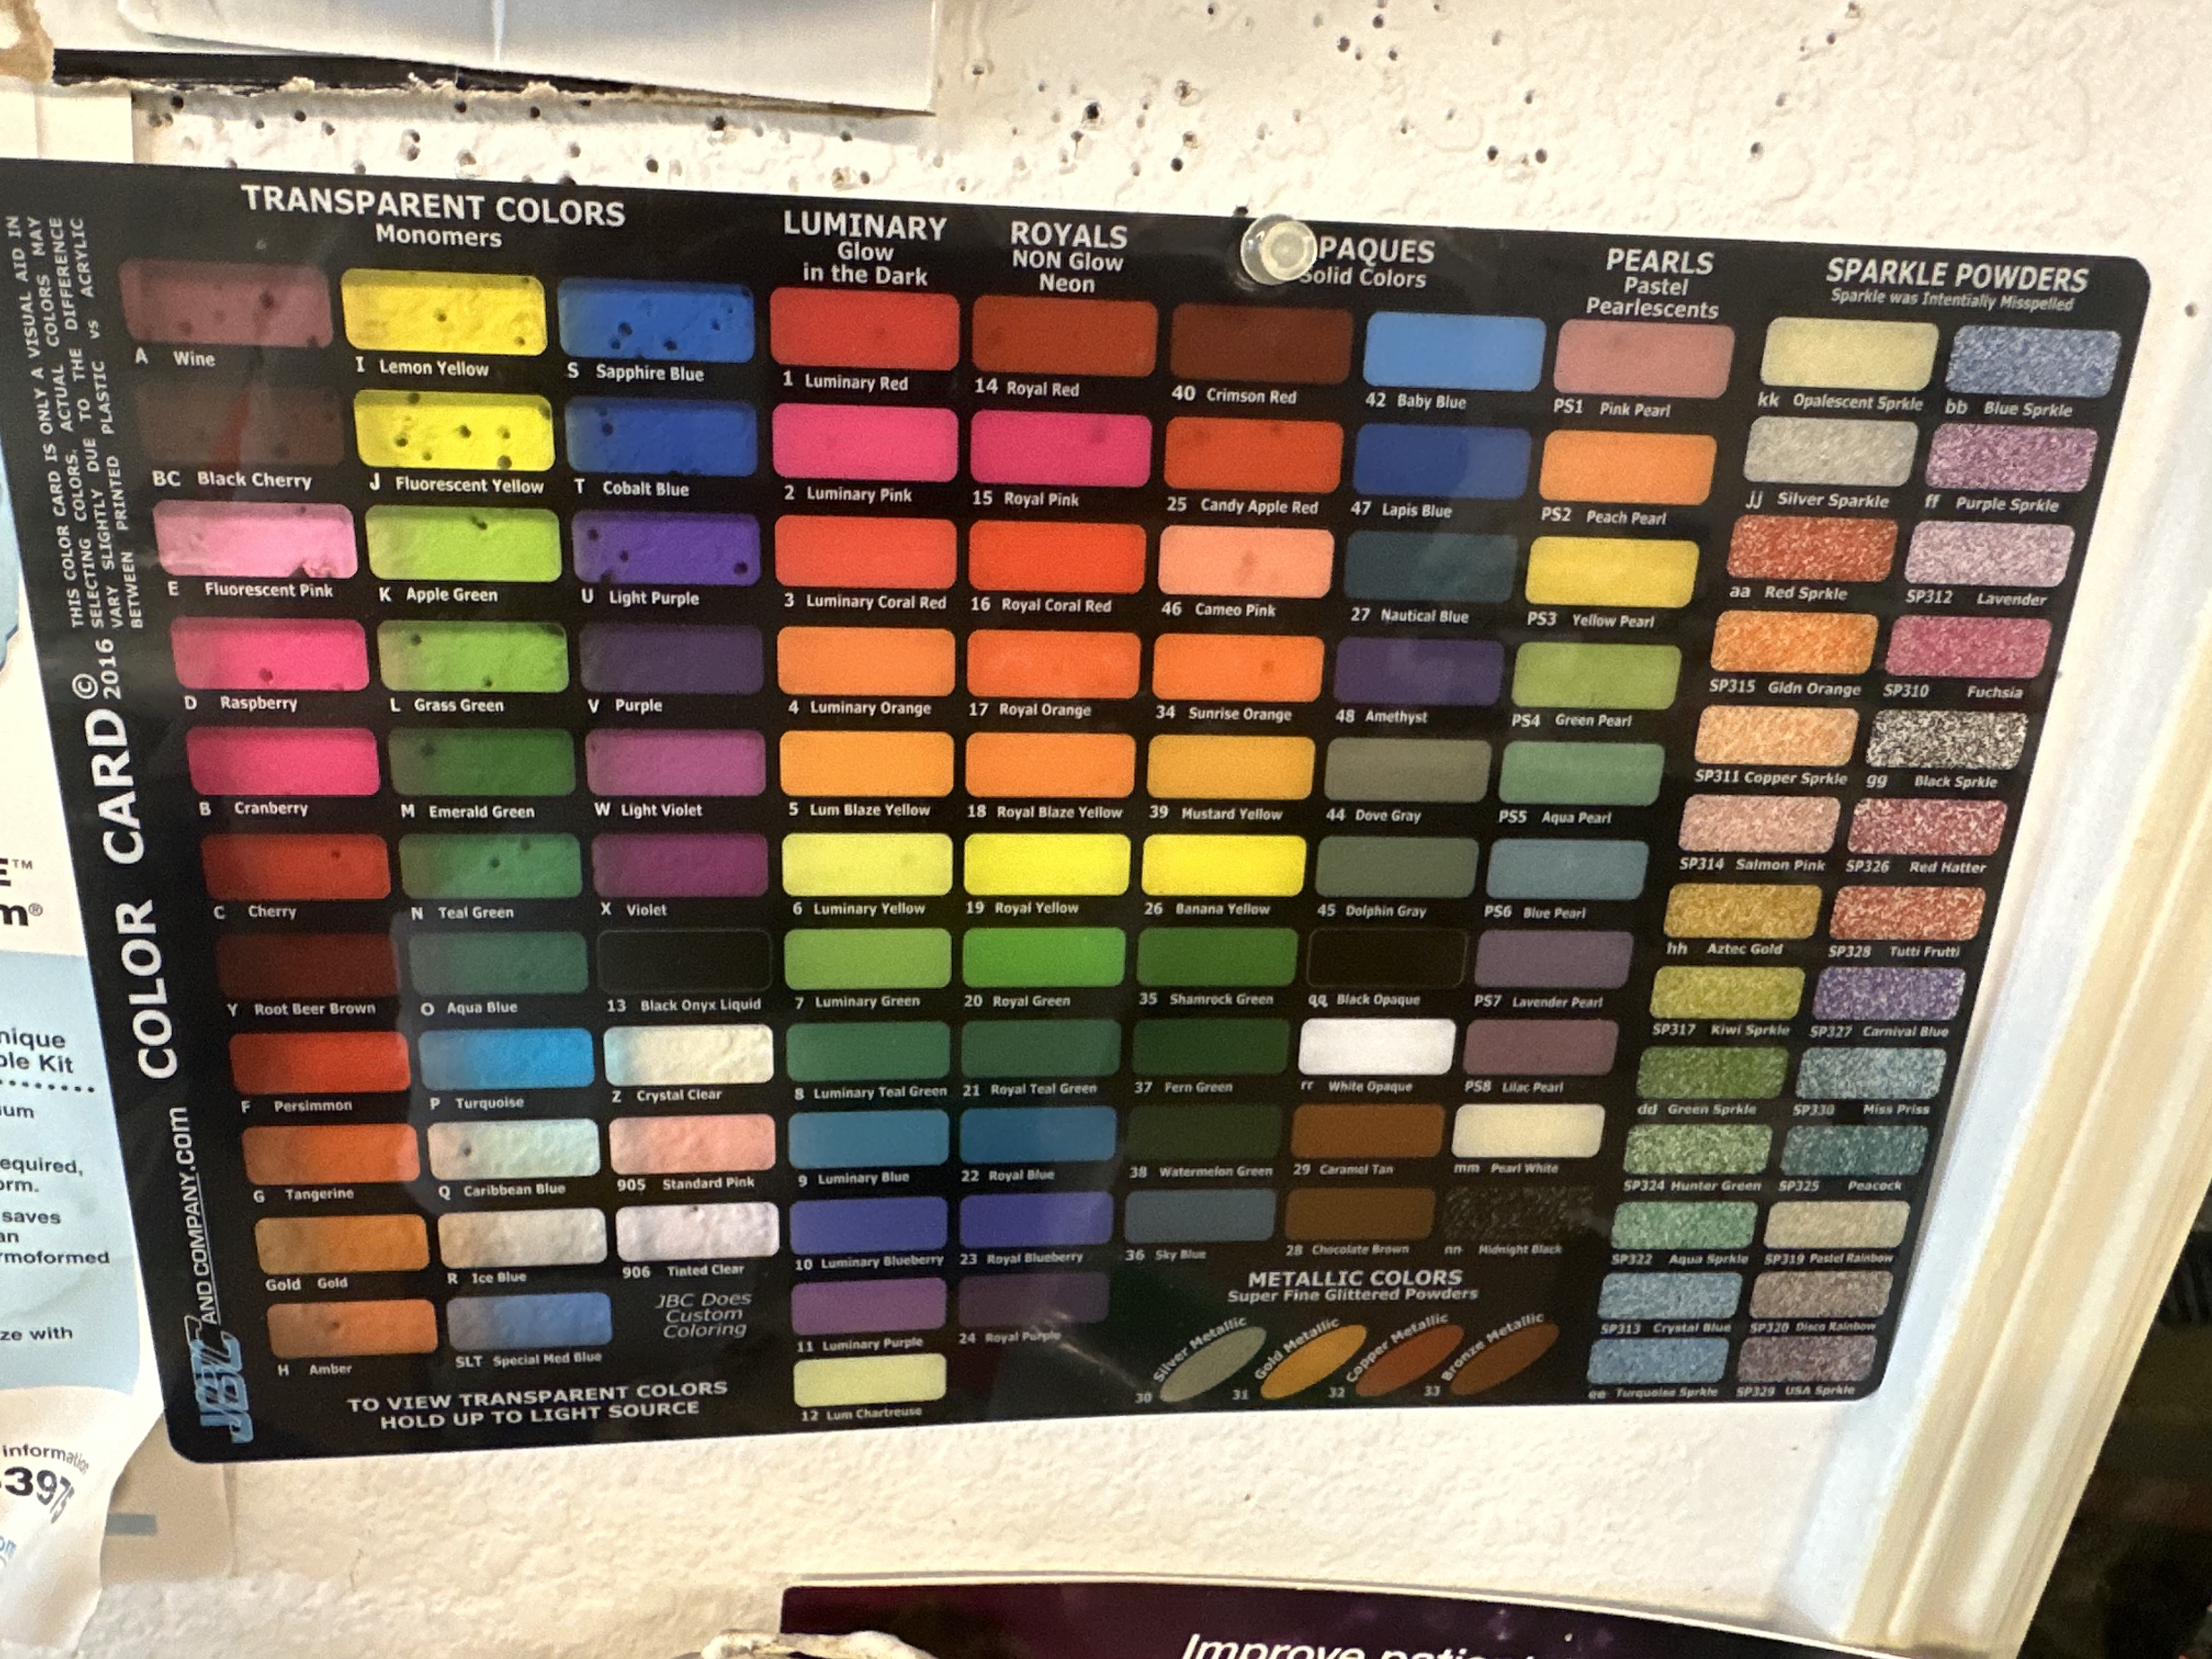 TRANSPARENT COLORS
Monomers
A Wine
BC Black Cherry
E Fluorescent Pink
D Raspberry
B Cranberry
C Cherry
Y Root Beer Brown
F Persimmon
G Tangerine
Gold Gold
H Amber
I Lemon Yellow
J Fluorescent Yellow
K Apple Green
L Grass Green
M Emerald Green
N Teal Green
O Aqua Blue
P Turquoise
Q Caribbean Blue
R Ice Blue
SLT Special Med Blue
S Sapphire Blue
T Cobalt Blue
U Light Purple
V Purple
W Light Violet
X Violet
13 Black Onyx Liquid
Z Crystal Clear
905 Standard Pink
906 Tinted Clear
JBC Does
Custom
Coloring
TO VIEW TRANSPARENT COLORS
HOLD UP TO LIGHT SOURCE
LUMINARY
Glow
in the Dark
1 Luminary Red
2 Luminary Pink
3 Luminary Coral Red
4 Luminary Orange
5 Lum Blaze Yellow
6 Luminary Yellow
7 Luminary Green
8 Luminary Teal Green
9 Luminary Blue
10 Luminary Blueberry
11 Luminary Purple
12 Lum Chartreuse
ROYALS
NON Glow
Neon
14 Royal Red
15 Royal Pink
16 Royal Coral Red
17 Royal Orange
18 Royal Blaze Yellow
19 Royal Yellow
20 Royal Green
21 Royal Teal Green
22 Royal Blue
23 Royal Blueberry
24 Royal Purple
PAQUES
Solid Colors
40 Crimson Red
25 Candy Apple Red
46 Cameo Pink
34 Sunrise Orange
39 Mustard Yellow
26 Banana Yellow
35 Shamrock Green
37 Fern Green
38 Watermelon Green
36 Sky Blue
42 Baby Blue
47 Lapis Blue
27 Nautical Blue
48 Amethyst
44 Dove Gray
45 Dolphin Gray
qq Black Opaque
rr White Opaque
29 Caramel Tan
28 Chocolate Brown
PEARLS
Pastel
Pearlescents
PS1 Pink Pearl
PS2 Peach Pearl
PS3 Yellow Pearl
PS4 Green Pearl
PS5 Aqua Pearl
PS6 Blue Pearl
PS7 Lavender Pearl
PS8 Lilac Pearl
mm Pearl White
nn Midnight Black
METALLIC COLORS
Super Fine Glittered Powders
30 Silver Metallic
31 Gold Metallic
32 Copper Metallic
33 Bronze Metallic
SPARKLE POWDERS
Sparkle was Intentially Misspelled
kk Opalescent Sprkle
jj Silver Sparkle
aa Red Sprkle
SP315 Gldn Orange
SP311 Copper Sprkle
SP314 Salmon Pink
hh Aztec Gold
SP317 Kiwi Sprkle
dd Green Sprkle
SP324 Hunter Green
SP322 Aqua Sprkle
SP313 Crystal Blue
ee Turquoise Sprkle
bb Blue Sprkle
ff Purple Sprkle
SP312 Lavender
SP310 Fuchsia
gg Black Sprkle
SP326 Red Hatter
SP328 Tutti Frutti
SP327 Carnival Blue
SP330 Miss Priss
SP325 Peacock
SP319 Pastel Rainbow
SP320 Disco Rainbow
SP329 USA Sprkle
JBC AND COMPANY.com COLOR CARD © 2016
THIS COLOR CARD IS ONLY A VISUAL AID IN
SELECTING COLORS. ACTUAL COLORS MAY
VARY SLIGHTLY DUE TO THE DIFFERENCE
BETWEEN PRINTED PLASTIC vs ACRYLIC
E™
m®
nique
ble Kit
um
equired,
orm.
saves
an
rmoformed
ze with
information
397
Improve